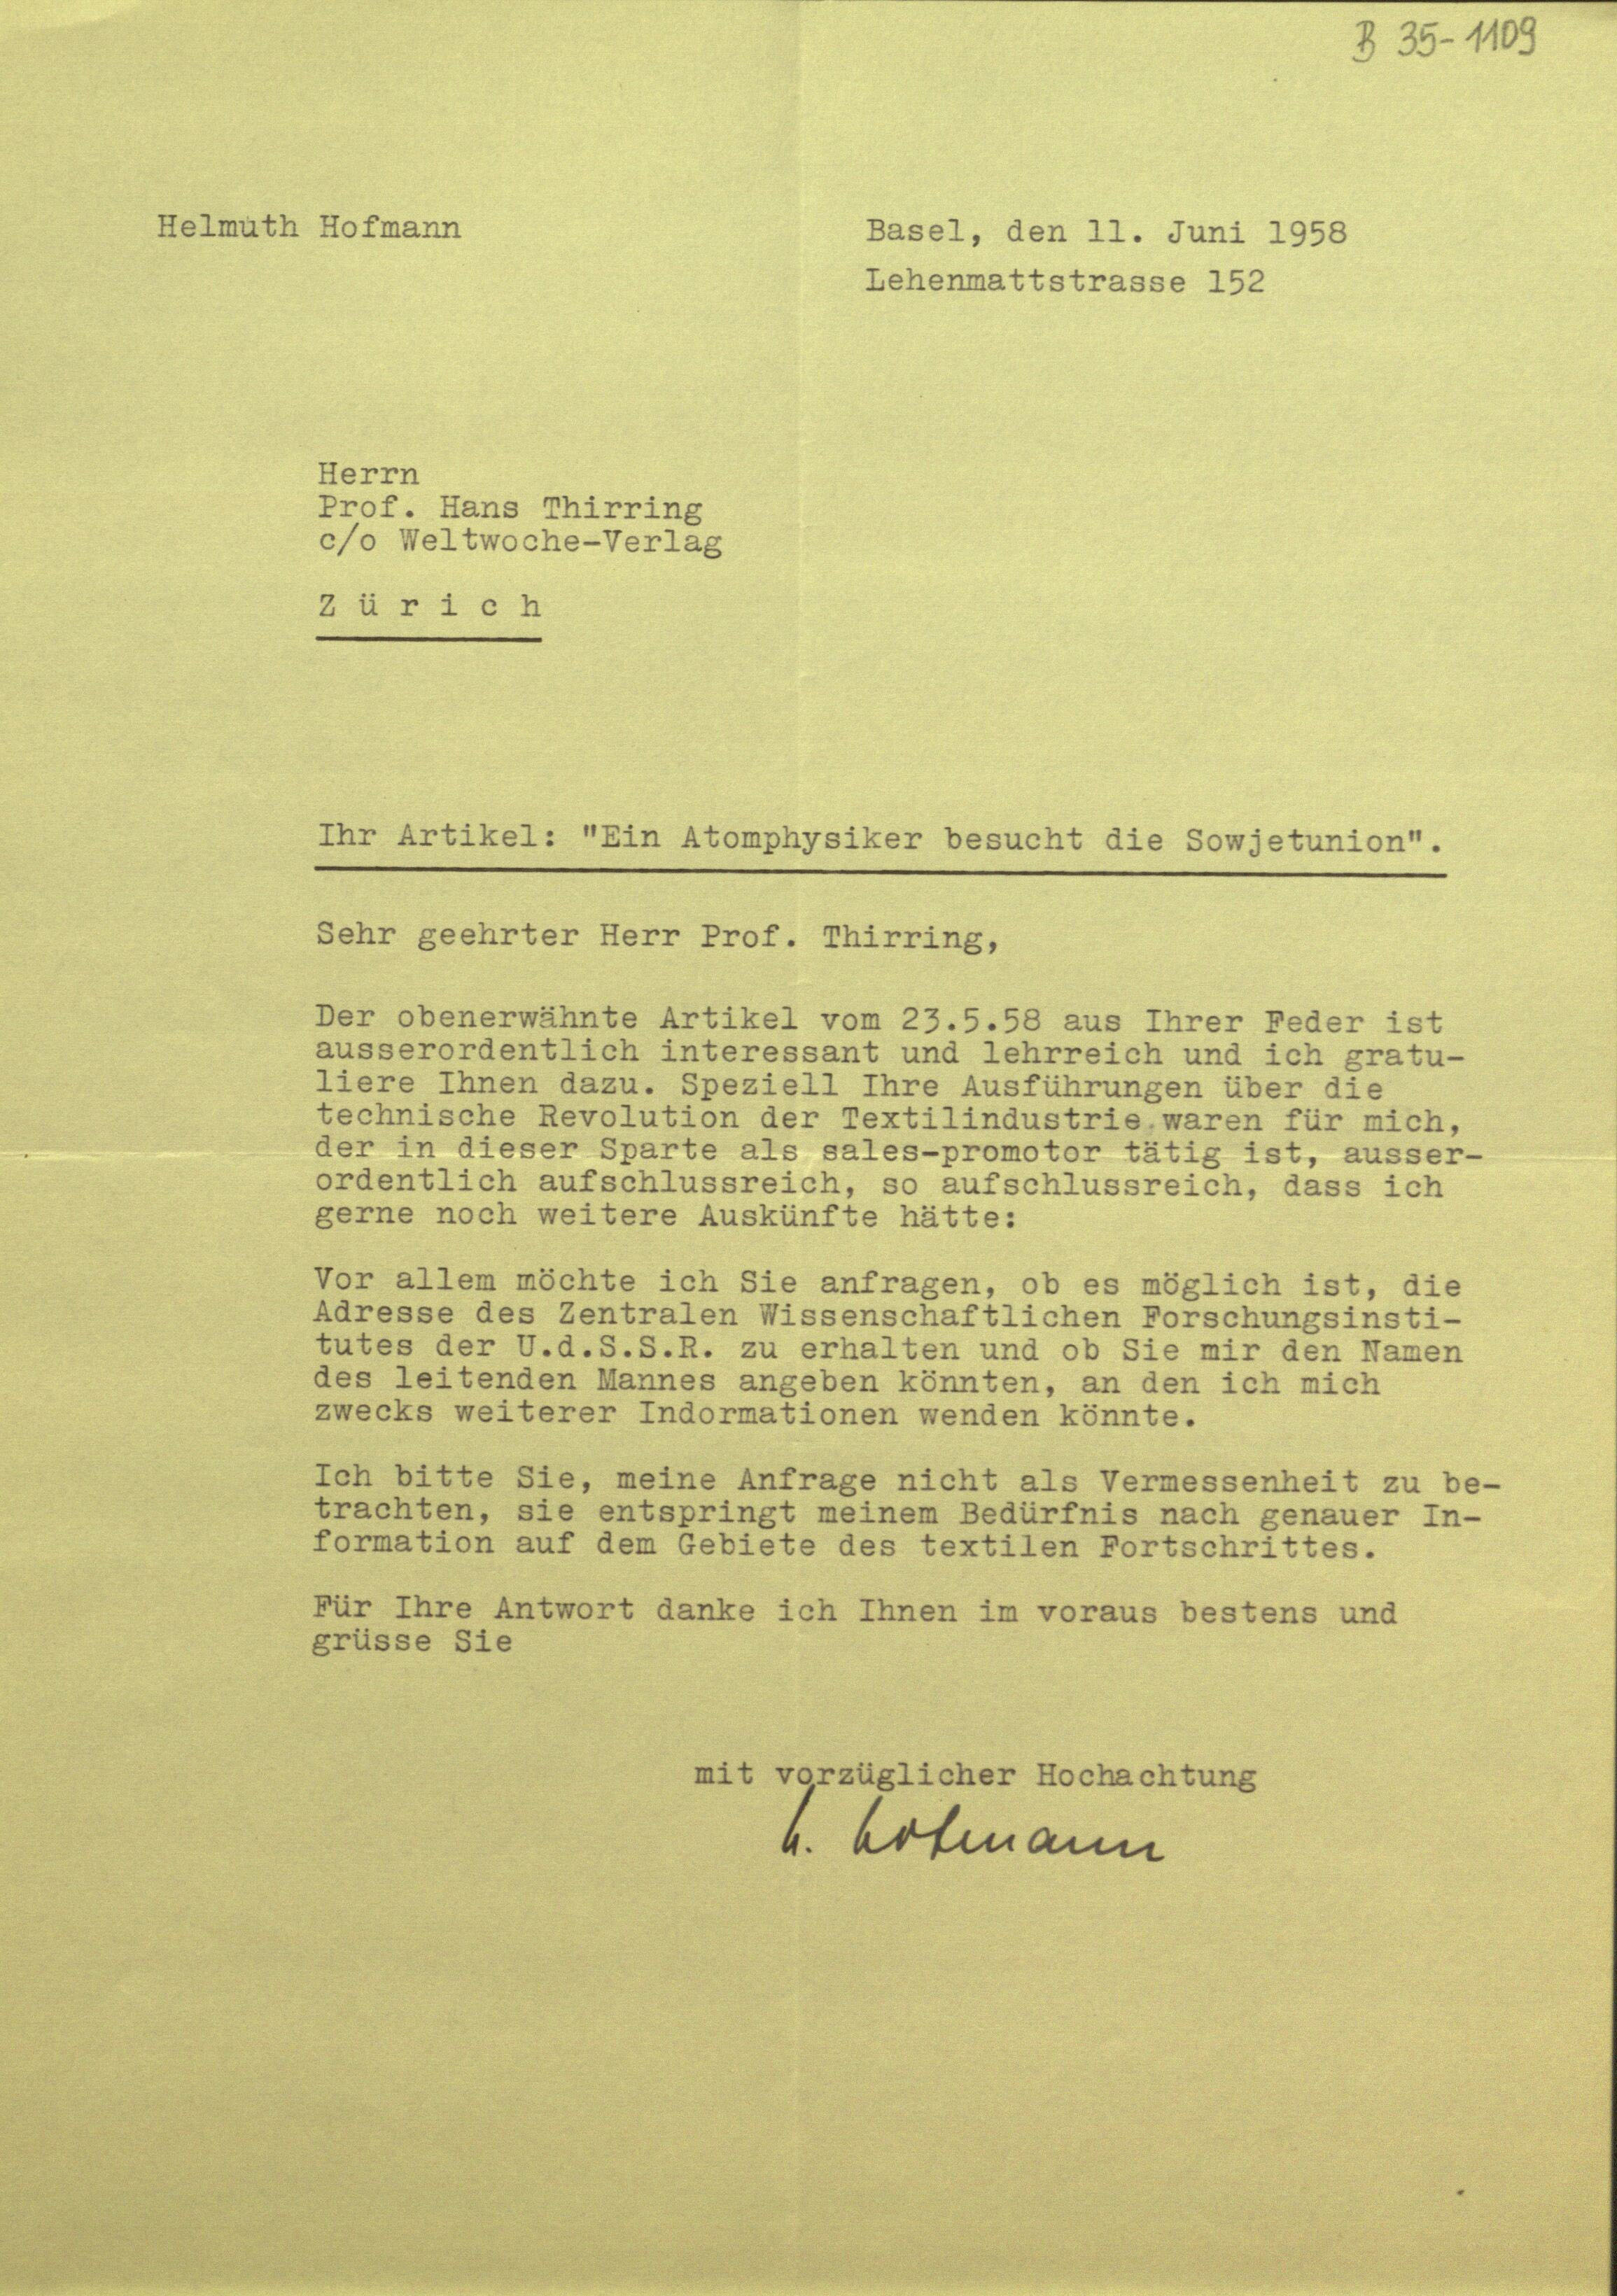 B 35-1109
Helmuth Hofmann
Basel, den 11. Juni 1958
Lehenmattstrasse 152
Herrn
Prof. Hans Thirring
c/o Weltwoche-Verlag
Z ü r i c h
Ihr Artikel: "Ein Atomphysiker besucht die Sowjetunion".
Sehr geehrter Herr Prof. Thirring,
Der obenerwähnte Artikel vom 23.5.58 aus Ihrer Feder ist
ausserordentlich interessant und lehrreich und ich gratu-
liere Ihnen dazu. Speziell Ihre Ausführungen über die
technische Revolution der Textilindustrie waren für mich,
der in dieser Sparte als sales-promotor tätig ist, ausser-
ordentlich aufschlussreich, so aufschlussreich, dass ich
gerne noch weitere Auskünfte hätte:
Vor allem möchte ich Sie anfragen, ob es möglich ist, die
Adresse des Zentralen Wissenschaftlichen Forschungsinsti-
tutes der U.d.S.S.R. zu erhalten und ob Sie mir den Namen
des leitenden Mannes angeben könnten, an den ich mich
zwecks weiterer Indormationen wenden könnte.
Ich bitte Sie, meine Anfrage nicht als Vermessenheit zu be-
trachten, sie entspringt meinem Bedürfnis nach genauer In-
formation auf dem Gebiete des textilen Fortschrittes.
Für Ihre Antwort danke ich Ihnen im voraus bestens und
grüsse Sie
mit vorzüglicher Hochachtung
h. hofmann